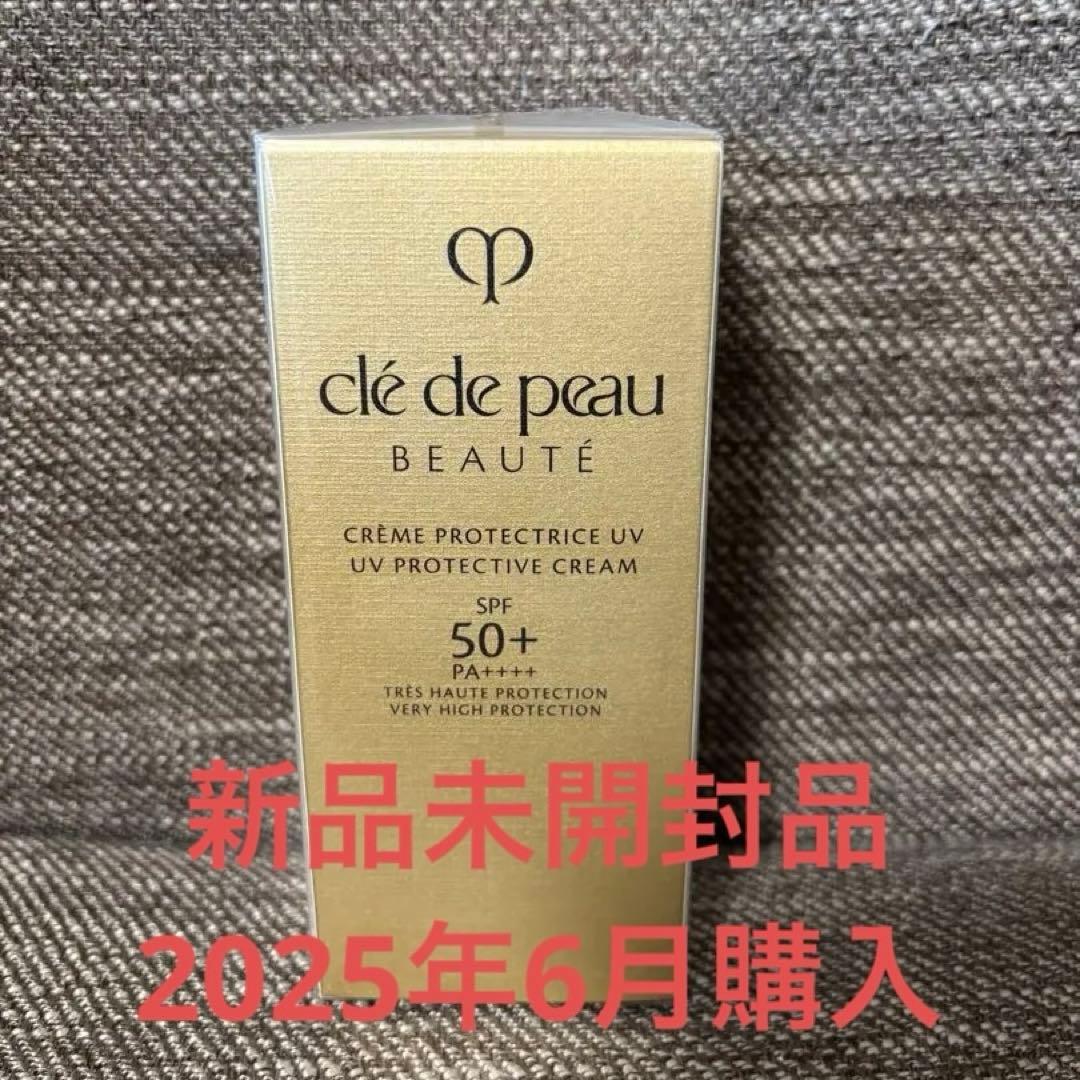 clé de peau
BEAUTÉ
CRÈME PROTECTRICE UV
UV PROTECTIVE CREAM
SPF
50+
PA++++
TRÈS HAUTE PROTECTION
VERY HIGH PROTECTION
新品未開封品
2025年6月購入